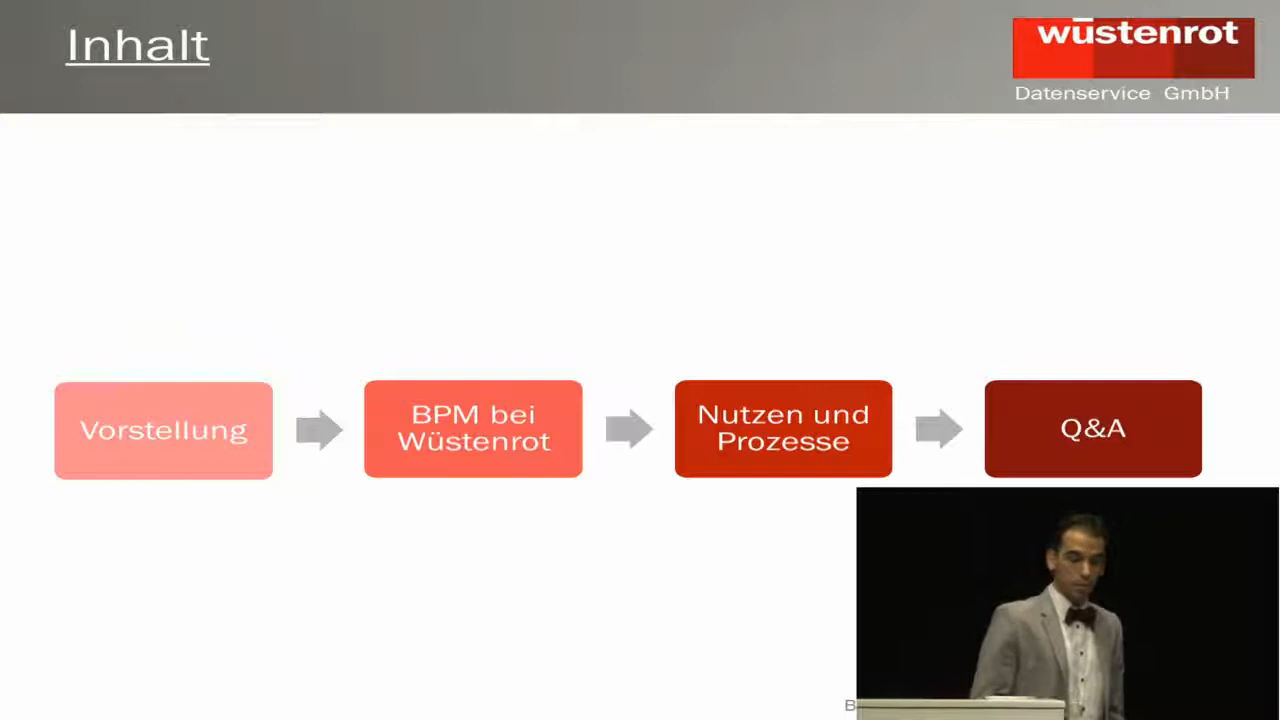 Inhalt
wüstenrot
Datenservice GmbH
Vorstellung
BPM bei
Wüstenrot
Nutzen und
Prozesse
Q&A